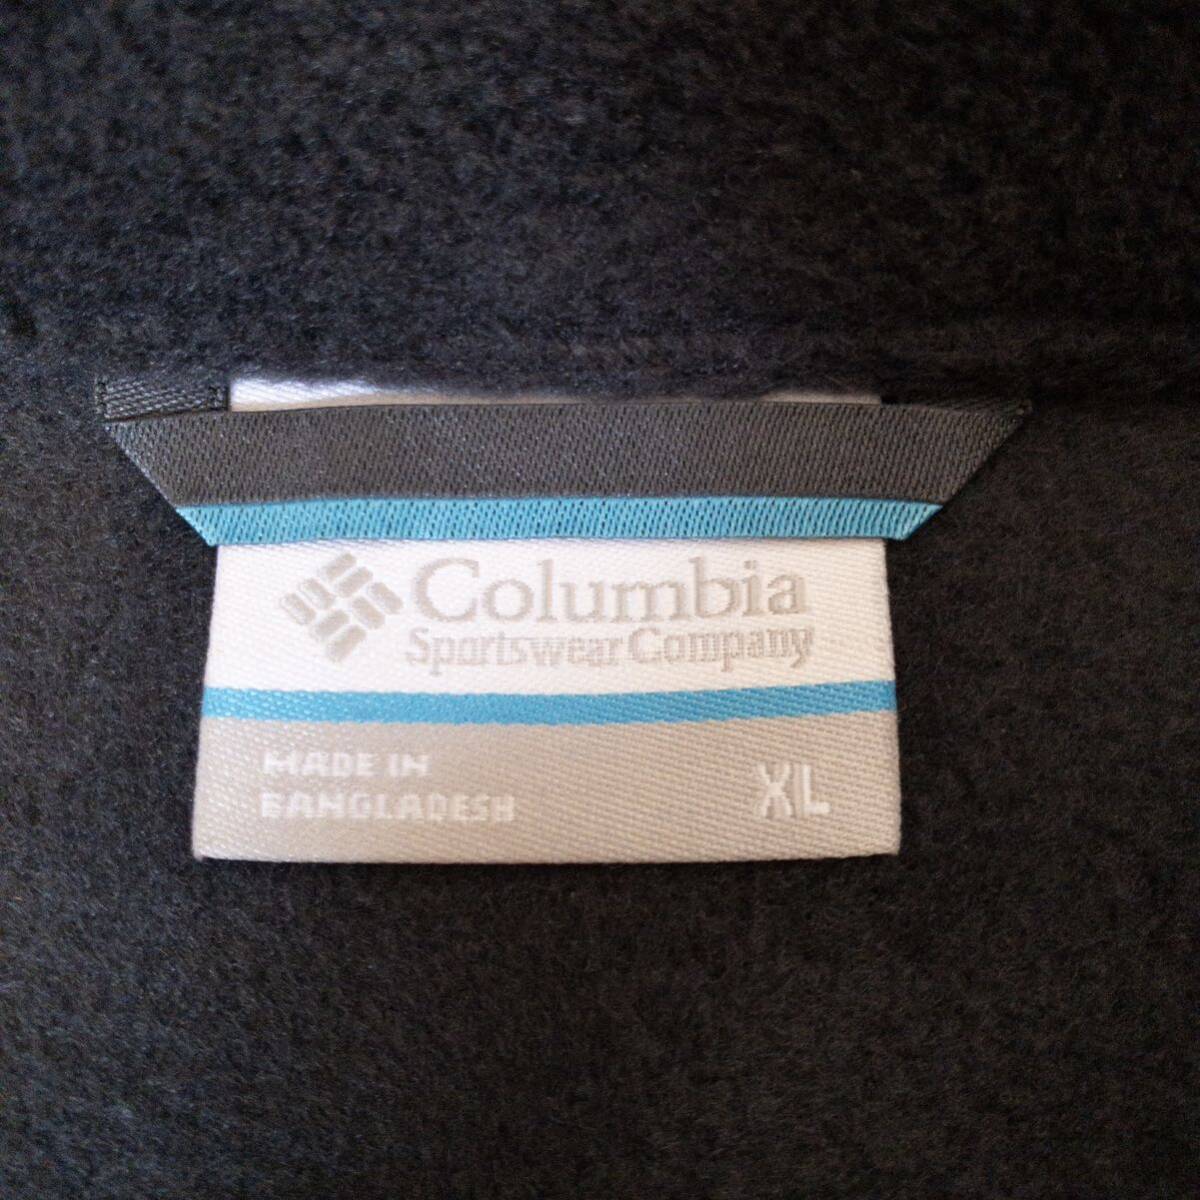 Columbia
Sportswear Company
MADE IN
BANGLADESH
XL